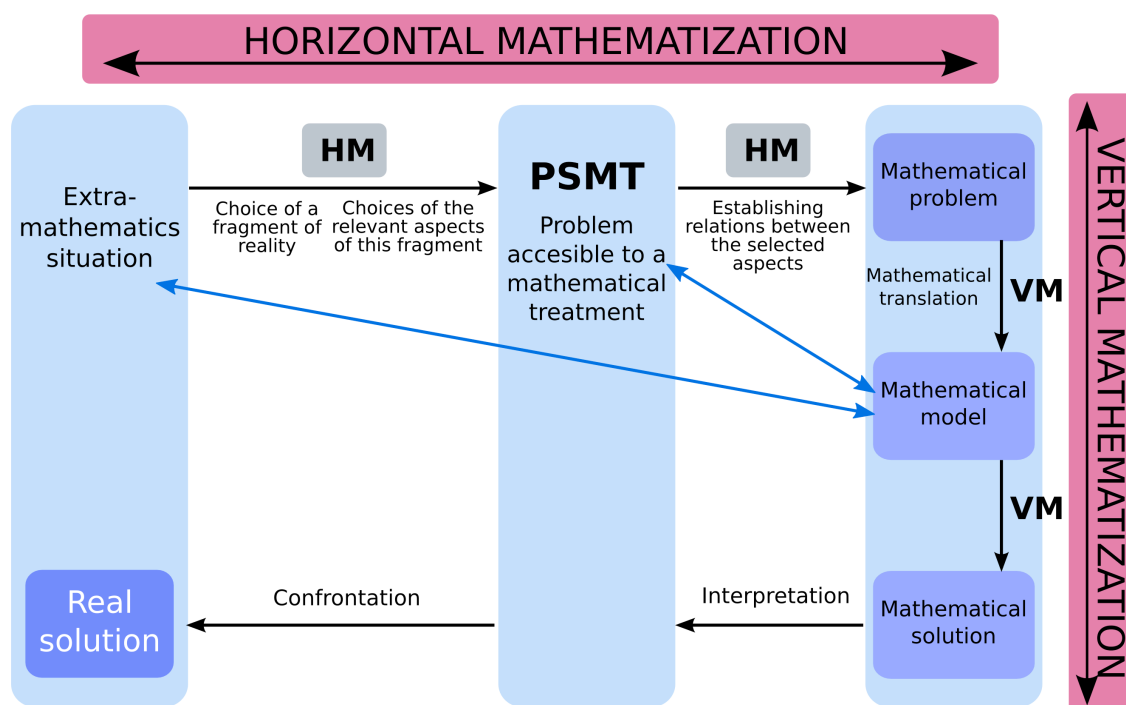 HORIZONTAL MATHEMATIZATION
HM
HM
Extra-
mathematics
situation
Choice of a
fragment of
reality
Choices of the
relevant aspects
of this fragment
PSMT
Problem
accesible to a
mathematical
treatment
Establishing
relations between
the selected
aspects
Mathematical
problem
Mathematical
translation
VM
Mathematical
model
VM
Real
solution
Confrontation
Interpretation
Mathematical
solution
VERTICAL MATHEMATIZATION